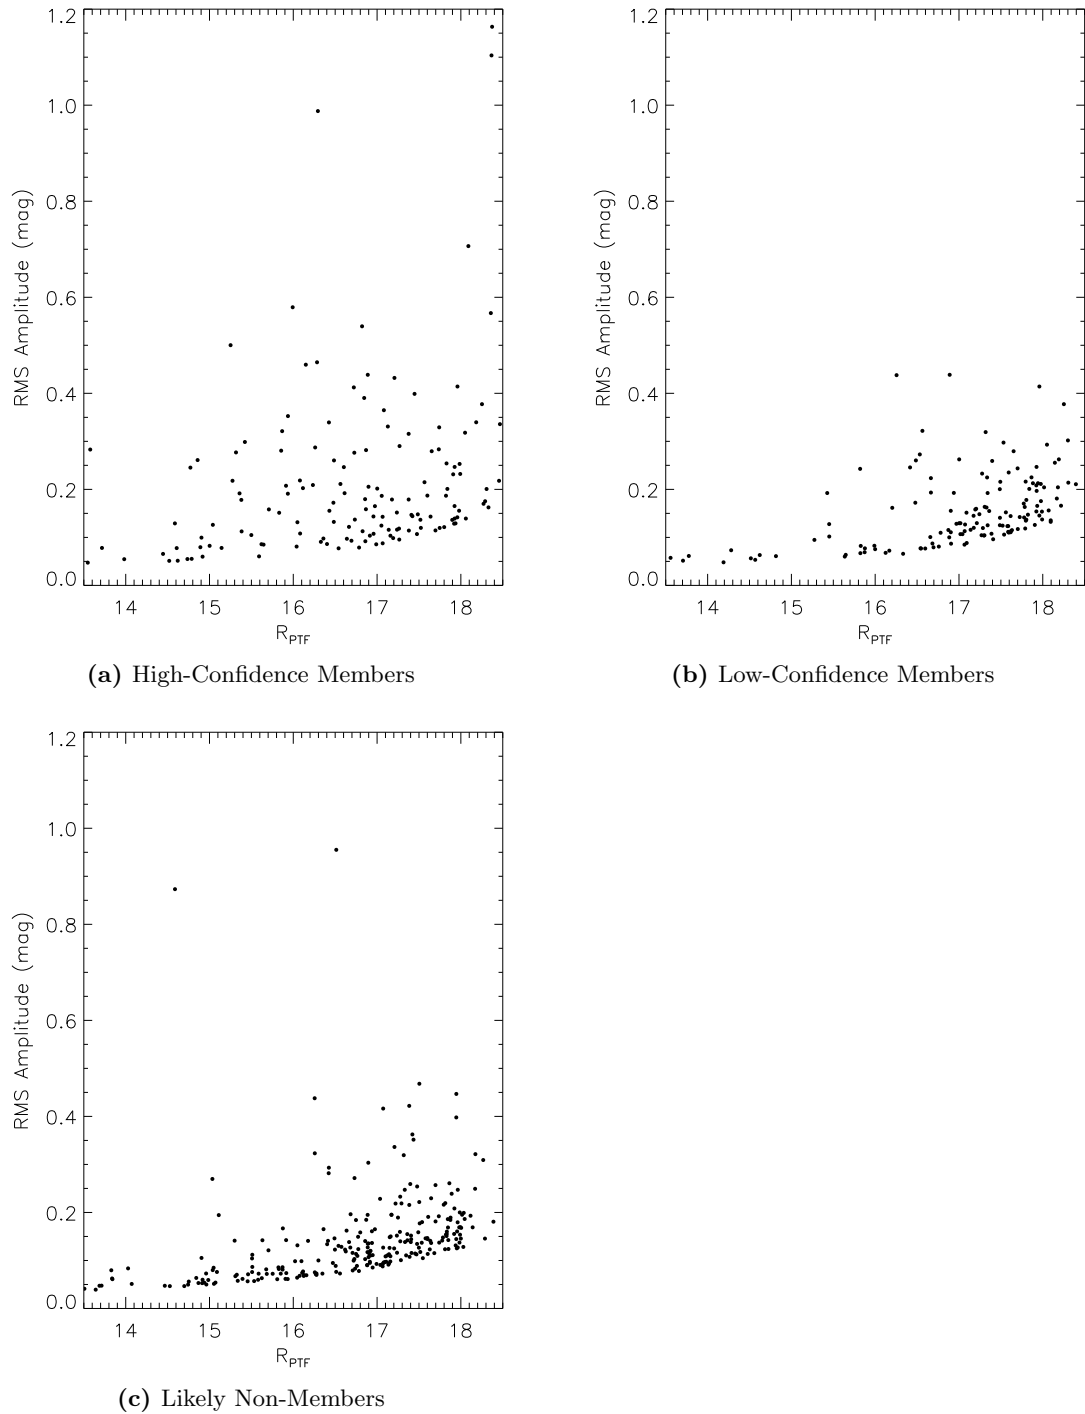 1.2
1.0
0.8
0.6
0.4
0.2
0.0
RMS Amplitude (mag)
14 15 16 17 18
R_PTF
(a) High-Confidence Members
1.2
1.0
0.8
0.6
0.4
0.2
0.0
RMS Amplitude (mag)
14 15 16 17 18
R_PTF
(b) Low-Confidence Members
1.2
1.0
0.8
0.6
0.4
0.2
0.0
RMS Amplitude (mag)
14 15 16 17 18
R_PTF
(c) Likely Non-Members